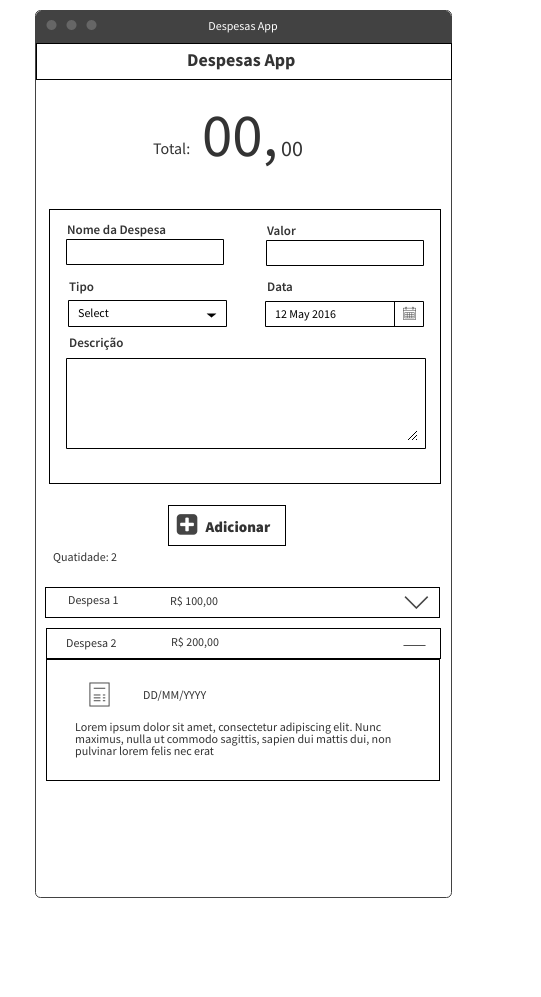 Despesas App
Despesas App
Total: 00,00
Nome da Despesa Valor
Tipo Data
Select 12 May 2016
Descrição
Adicionar
Quatidade: 2
Despesa 1 R$ 100,00
Despesa 2 R$ 200,00
DD/MM/YYYY
Lorem ipsum dolor sit amet, consectetur adipiscing elit. Nunc
maximus, nulla ut commodo sagittis, sapien dui mattis dui, non
pulvinar lorem felis nec erat